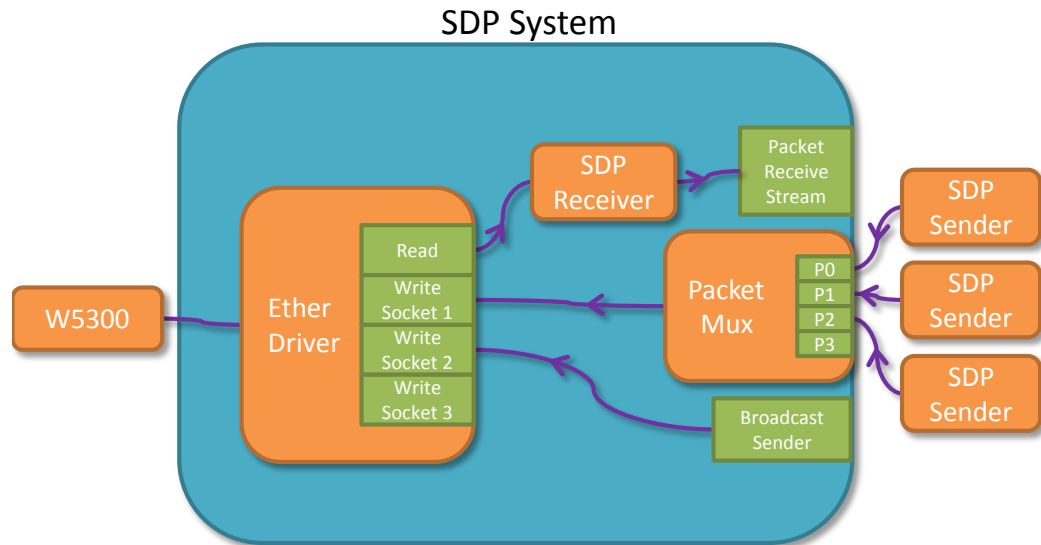 SDP System
W5300
Ether
Driver
Read
Write
Socket 1
Write
Socket 2
Write
Socket 3
SDP
Receiver
Packet
Receive
Stream
Packet
Mux
P0
P1
P2
P3
Broadcast
Sender
SDP
Sender
SDP
Sender
SDP
Sender